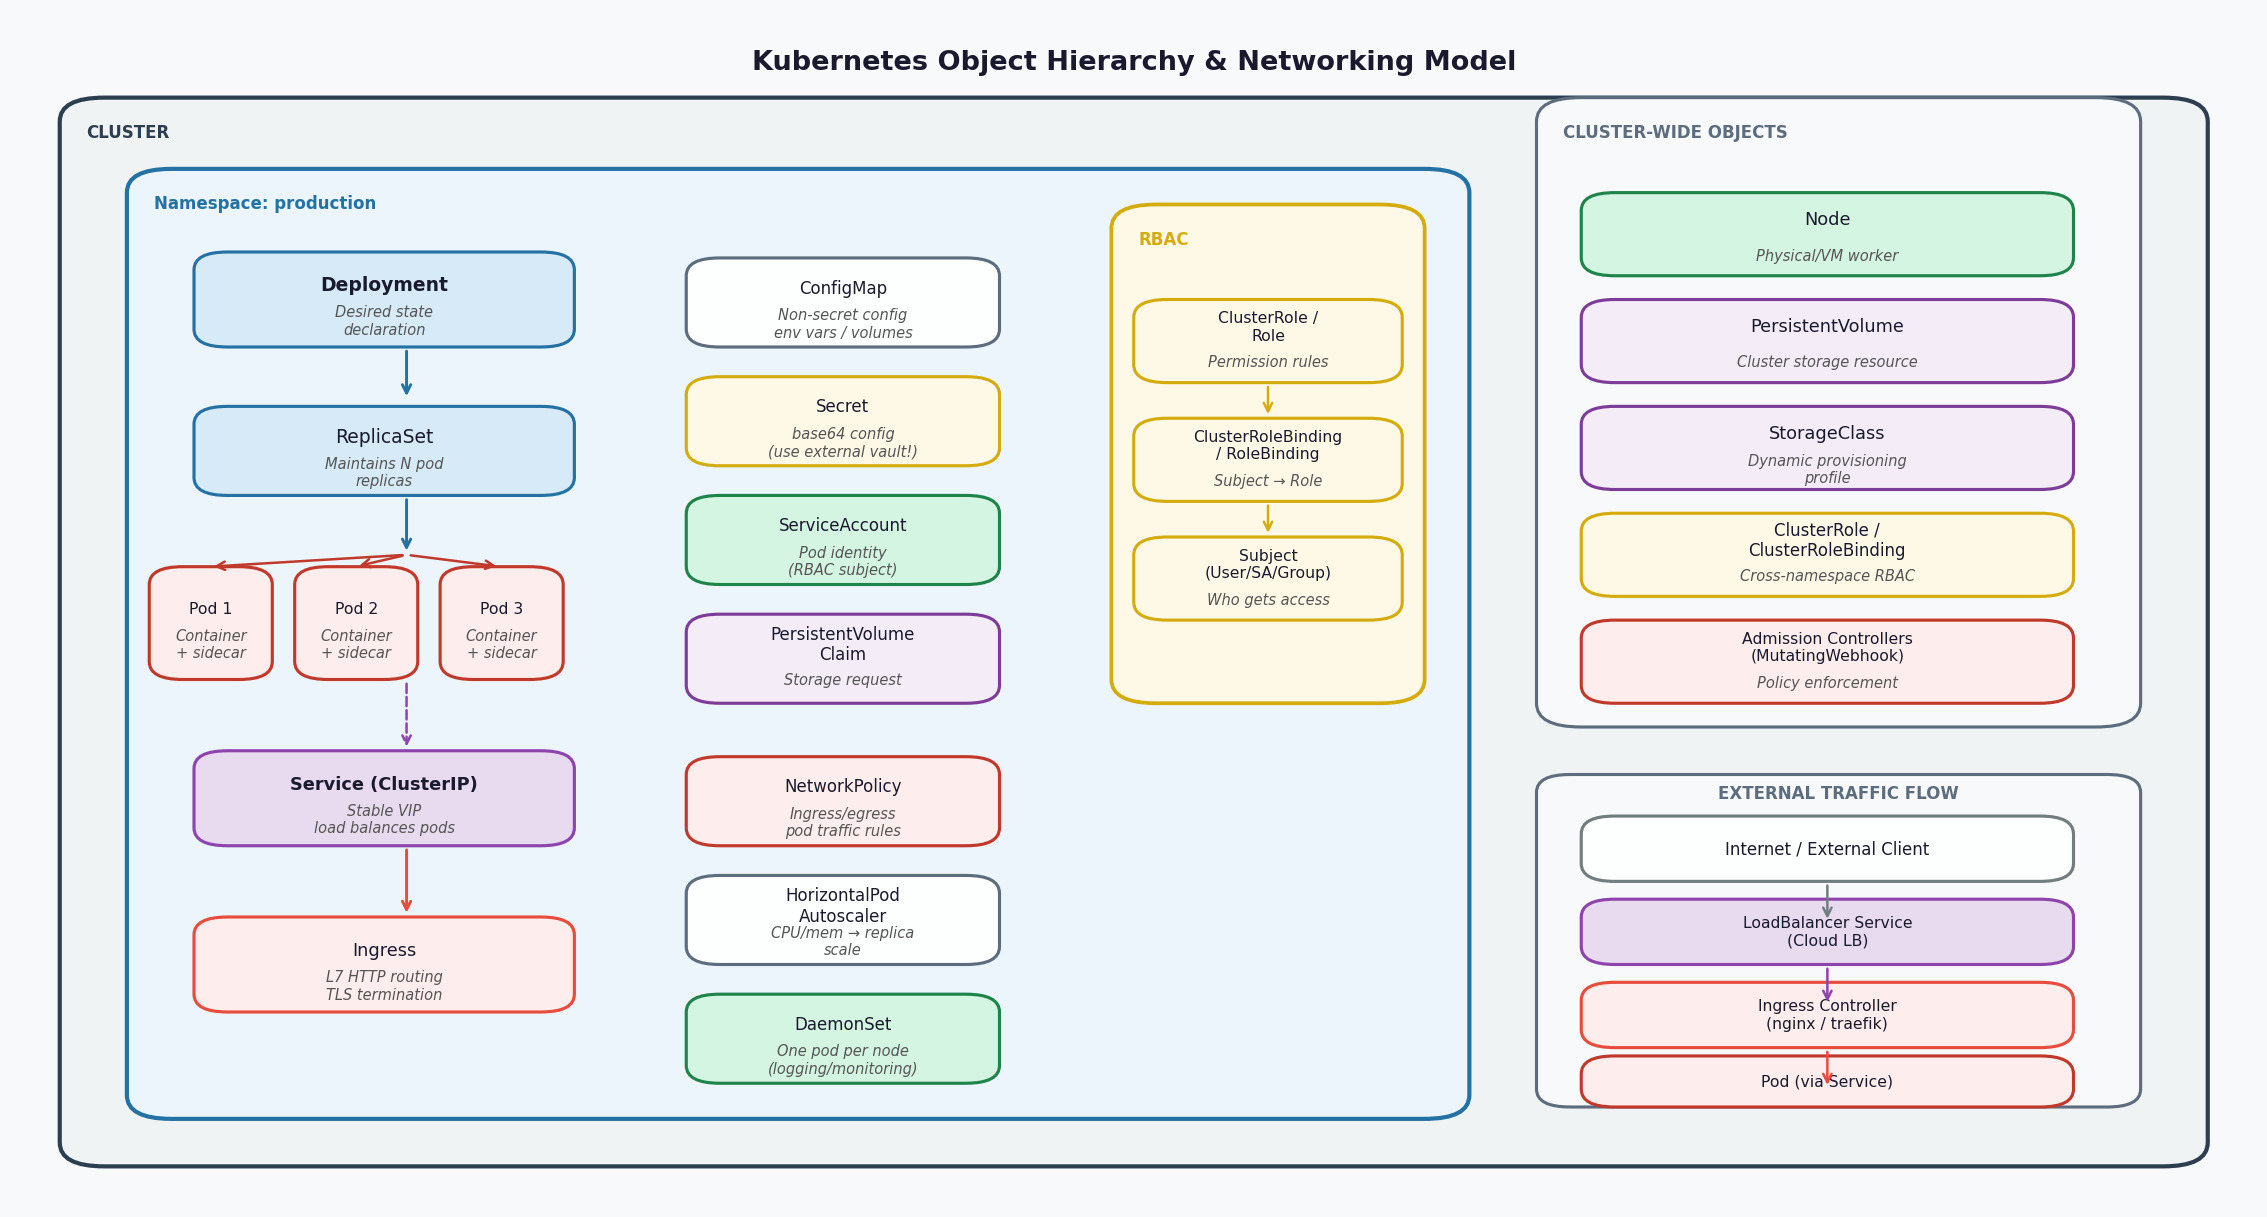 Kubernetes Object Hierarchy & Networking Model
CLUSTER
Namespace: production
Deployment
Desired state
declaration
ReplicaSet
Maintains N pod
replicas
Pod 1
Container
+ sidecar
Pod 2
Container
+ sidecar
Pod 3
Container
+ sidecar
Service (ClusterIP)
Stable VIP
load balances pods
Ingress
L7 HTTP routing
TLS termination
ConfigMap
Non-secret config
env vars / volumes
Secret
base64 config
(use external vault!)
ServiceAccount
Pod identity
(RBAC subject)
PersistentVolume
Claim
Storage request
NetworkPolicy
Ingress/egress
pod traffic rules
HorizontalPod
Autoscaler
CPU/mem → replica
scale
DaemonSet
One pod per node
(logging/monitoring)
RBAC
ClusterRole /
Role
Permission rules
ClusterRoleBinding
/ RoleBinding
Subject → Role
Subject
(User/SA/Group)
Who gets access
CLUSTER-WIDE OBJECTS
Node
Physical/VM worker
PersistentVolume
Cluster storage resource
StorageClass
Dynamic provisioning
profile
ClusterRole /
ClusterRoleBinding
Cross-namespace RBAC
Admission Controllers
(MutatingWebhook)
Policy enforcement
EXTERNAL TRAFFIC FLOW
Internet / External Client
LoadBalancer Service
(Cloud LB)
Ingress Controller
(nginx / traefik)
Pod (via Service)